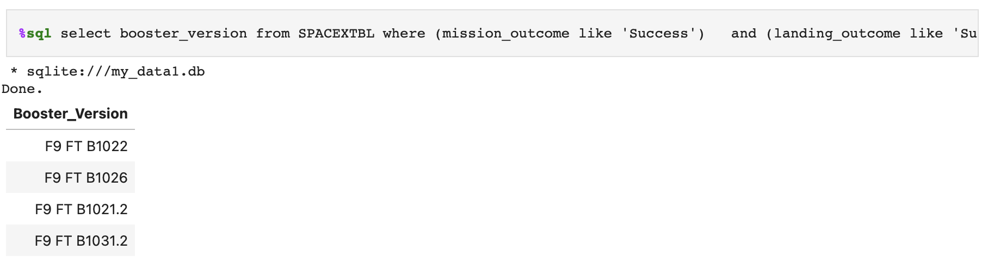 %sql select booster_version from SPACEXTBL where (mission_outcome like 'Success')   and (landing_outcome like 'Su
 * sqlite:///my_data1.db
Done.
Booster_Version
F9 FT B1022
F9 FT B1026
F9 FT B1021.2
F9 FT B1031.2